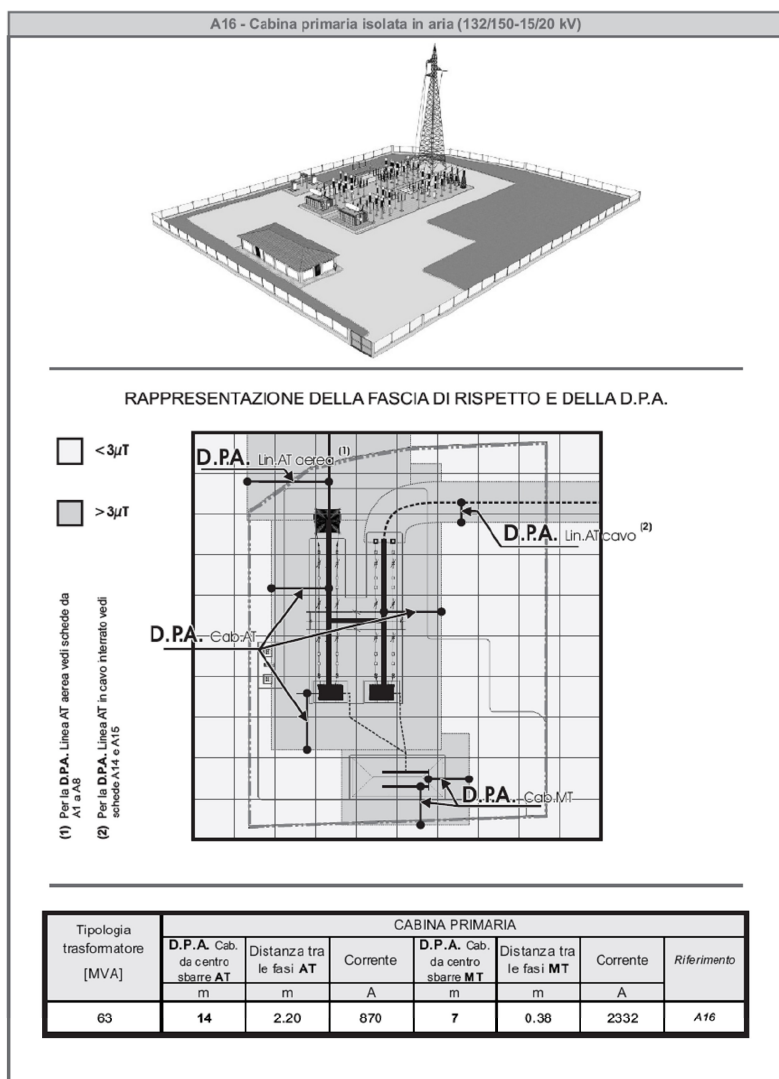 A16 - Cabina primaria isolata in aria (132/150-15/20 kV)
RAPPRESENTAZIONE DELLA FASCIA DI RISPETTO E DELLA D.P.A.
<3µT
>3µT
D.P.A. Lin.AT aerea (1)
D.P.A. Lin.AT cavo (2)
D.P.A. Cab.AT
D.P.A. Cab.MT
(1) Per la D.P.A. Linea AT aerea vedi schede da
A1 a A8
(2) Per la D.P.A. Linea AT in cavo interrato vedi
schede A14 e A15
Tipologia
trasformatore
[MVA]
CABINA PRIMARIA
D.P.A. Cab.
da centro
sbarre AT
Distanza tra
le fasi AT
Corrente
D.P.A. Cab.
da centro
sbarre MT
Distanza tra
le fasi MT
Corrente
Riferimento
m m A m m A
63 14 2.20 870 7 0.38 2332 A16